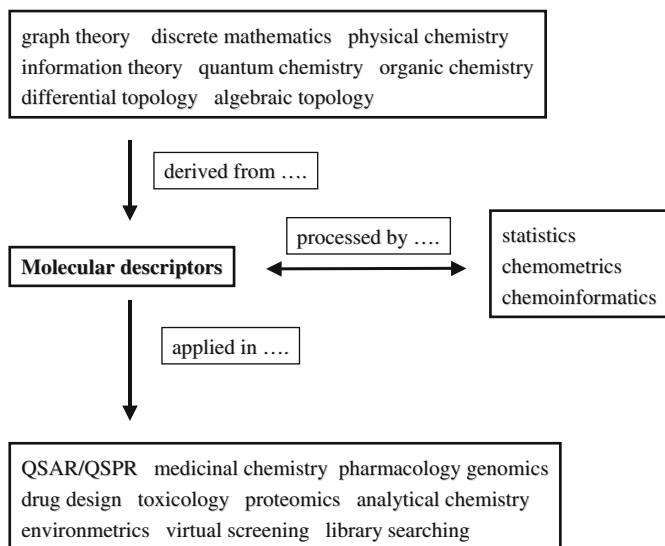 graph theory discrete mathematics physical chemistry
information theory quantum chemistry organic chemistry
differential topology algebraic topology
derived from ….
processed by ….
statistics
chemometrics
chemoinformatics
Molecular descriptors
applied in ….
QSAR/QSPR medicinal chemistry pharmacology genomics
drug design toxicology proteomics analytical chemistry
environmetrics virtual screening library searching